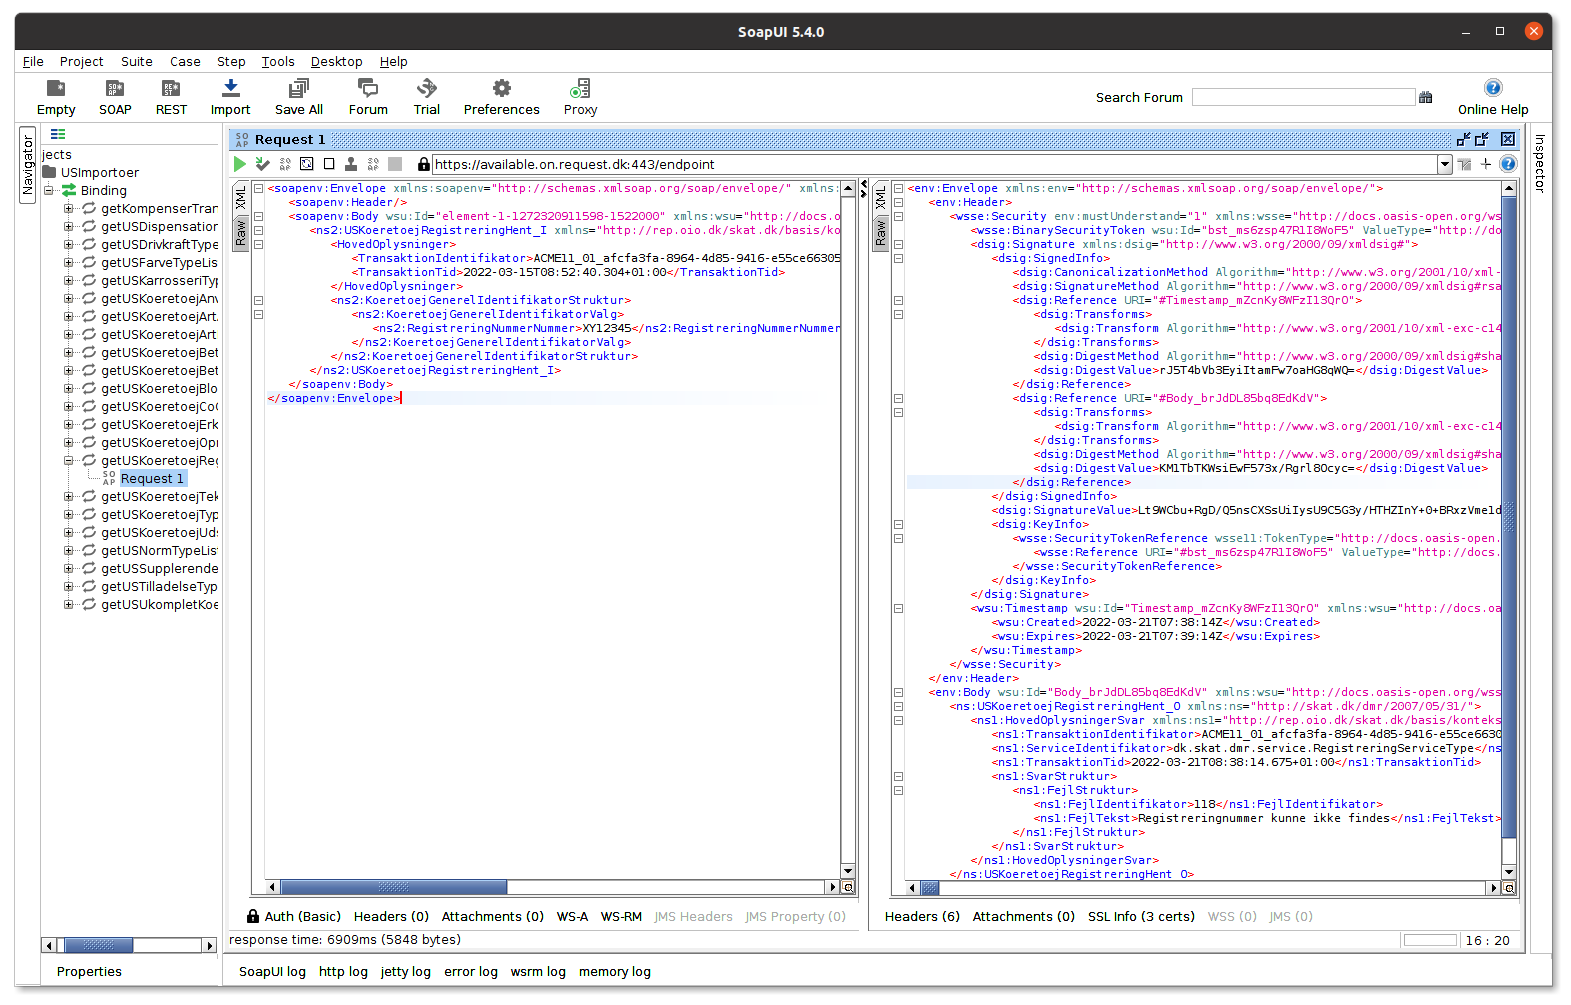 SoapUI 5.4.0
File Project Suite Case Step Tools Desktop Help
Empty SOAP REST Import Save All Forum Trial Preferences Proxy
Search Forum
Online Help
Navigator
jects
USImportoer
Binding
getKompenserTran
getUSDispensation
getUSDrivkraftType
getUSFarveTypeLis
getUSKarrosseriTyp
getUSKoeretoejAnv
getUSKoeretoejArt.
getUSKoeretoejArt
getUSKoeretoejBet
getUSKoeretoejBet
getUSKoeretoejBlo
getUSKoeretoejCoC
getUSKoeretoejErk
getUSKoeretoejOpr
getUSKoeretoejReg
Request 1
getUSKoeretoejTek
getUSKoeretoejTyp
getUSKoeretoejUds
getUSNormTypeLis
getUSSupplerende
getUSTilladelseTyp
getUSUkompletKoe
Properties
Request 1
https://available.on.request.dk:443/endpoint
XML
Raw
<soapenv:Envelope xmlns:soapenv="http://schemas.xmlsoap.org/soap/envelope/" xmlns:
<soapenv:Header/>
<soapenv:Body wsu:Id="element-1-1272320911598-1522000" xmlns:wsu="http://docs.o
<ns2:USKoeretoejRegistreringHent_I xmlns="http://rep.oio.dk/skat.dk/basis/ko
<HovedOplysninger>
<TransaktionIdentifikator>ACME11_01_afcfa3fa-8964-4d85-9416-e55ce66305
<TransaktionTid>2022-03-15T08:52:40.304+01:00</TransaktionTid>
</HovedOplysninger>
<ns2:KoeretoejGenerelIdentifikatorStruktur>
<ns2:KoeretoejGenerelIdentifikatorValg>
<ns2:RegistreringNummerNummer>XY12345</ns2:RegistreringNummerNummer
</ns2:KoeretoejGenerelIdentifikatorValg>
</ns2:KoeretoejGenerelIdentifikatorStruktur>
</ns2:USKoeretoejRegistreringHent_I>
</soapenv:Body>
</soapenv:Envelope>
Auth (Basic) Headers (0) Attachments (0) WS-A WS-RM JMS Headers JMS Property (0)
XML
Raw
<env:Envelope xmlns:env="http://schemas.xmlsoap.org/soap/envelope/">
<env:Header>
<wsse:Security env:mustUnderstand="1" xmlns:wsse="http://docs.oasis-open.org/ws
<wsse:BinarySecurityToken wsu:Id="bst_ms6zsp47R1I8WoF5" ValueType="http://do
<dsig:Signature xmlns:dsig="http://www.w3.org/2000/09/xmldsig#">
<dsig:SignedInfo>
<dsig:CanonicalizationMethod Algorithm="http://www.w3.org/2001/10/xml-
<dsig:SignatureMethod Algorithm="http://www.w3.org/2000/09/xmldsig#rsa
<dsig:Reference URI="#Timestamp_mZcnKy8WFzI13QrO">
<dsig:Transforms>
<dsig:Transform Algorithm="http://www.w3.org/2001/10/xml-exc-c14
</dsig:Transforms>
<dsig:DigestMethod Algorithm="http://www.w3.org/2000/09/xmldsig#sha
<dsig:DigestValue>rJ5T4bVb3EyiItamFw7oaHG8qWQ=</dsig:DigestValue>
</dsig:Reference>
<dsig:Reference URI="#Body_brJdDL85bq8EdKdV">
<dsig:Transforms>
<dsig:Transform Algorithm="http://www.w3.org/2001/10/xml-exc-c14
</dsig:Transforms>
<dsig:DigestMethod Algorithm="http://www.w3.org/2000/09/xmldsig#sha
<dsig:DigestValue>KM1TbTKWsiEwF573x/Rgrl8Ocyc=</dsig:DigestValue>
</dsig:Reference>
</dsig:SignedInfo>
<dsig:SignatureValue>Lt9WCbu+RgD/Q5nsCXSsUiIysU9C5G3y/HTHZInY+0+BRxzVme1d
<dsig:KeyInfo>
<wsse:SecurityTokenReference wsse11:TokenType="http://docs.oasis-open.
<wsse:Reference URI="#bst_ms6zsp47R1I8WoF5" ValueType="http://docs.
</wsse:SecurityTokenReference>
</dsig:KeyInfo>
</dsig:Signature>
<wsu:Timestamp wsu:Id="Timestamp_mZcnKy8WFzI13QrO" xmlns:wsu="http://docs.oa
<wsu:Created>2022-03-21T07:38:14Z</wsu:Created>
<wsu:Expires>2022-03-21T07:39:14Z</wsu:Expires>
</wsu:Timestamp>
</wsse:Security>
</env:Header>
<env:Body wsu:Id="Body_brJdDL85bq8EdKdV" xmlns:wsu="http://docs.oasis-open.org/wss
<ns:USKoeretoejRegistreringHent_O xmlns:ns="http://skat.dk/dmr/2007/05/31/">
<ns1:HovedOplysningerSvar xmlns:ns1="http://rep.oio.dk/skat.dk/basis/konteks
<ns1:TransaktionIdentifikator>ACME11_01_afcfa3fa-8964-4d85-9416-e55ce6630
<ns1:ServiceIdentifikator>dk.skat.dmr.service.RegistreringServiceType</ns
<ns1:TransaktionTid>2022-03-21T08:38:14.675+01:00</ns1:TransaktionTid>
<ns1:SvarStruktur>
<ns1:FejlStruktur>
<ns1:FejlIdentifikator>118</ns1:FejlIdentifikator>
<ns1:FejlTekst>Registreringnummer kunne ikke findes</ns1:FejlTekst>
</ns1:FejlStruktur>
</ns1:SvarStruktur>
</ns1:HovedOplysningerSvar>
</ns:USKoeretoejRegistreringHent_O>
Headers (6) Attachments (0) SSL Info (3 certs) WSS (0) JMS (0)
response time: 6909ms (5848 bytes)
16 : 20
SoapUI log http log jetty log error log wsrm log memory log
Inspector